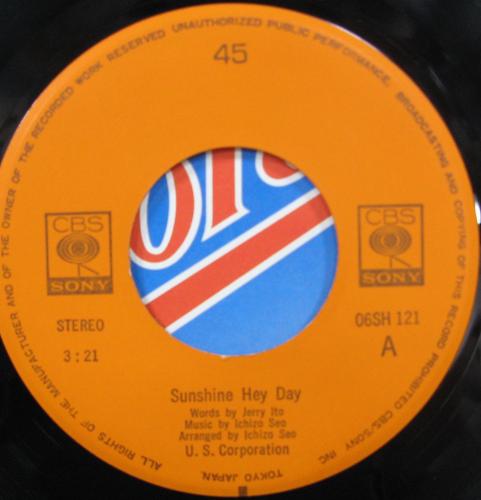 ALL RIGHTS OF THE MANUFACTURER AND OF THE OWNER OF THE RECORDED WORK RESERVED UNAUTHORIZED PUBLIC PERFORMANCE, BROADCASTING AND COPYING OF THIS RECORD PROHIBITED CBS/SONY INC.
TOKYO JAPAN.
45
CBS
SONY
CBS
SONY
STEREO
06SH 121
3:21
A
Sunshine Hey Day
Words by Jerry Ito
Music by Ichizo Seo
Arranged by Ichizo Seo
U. S. Corporation